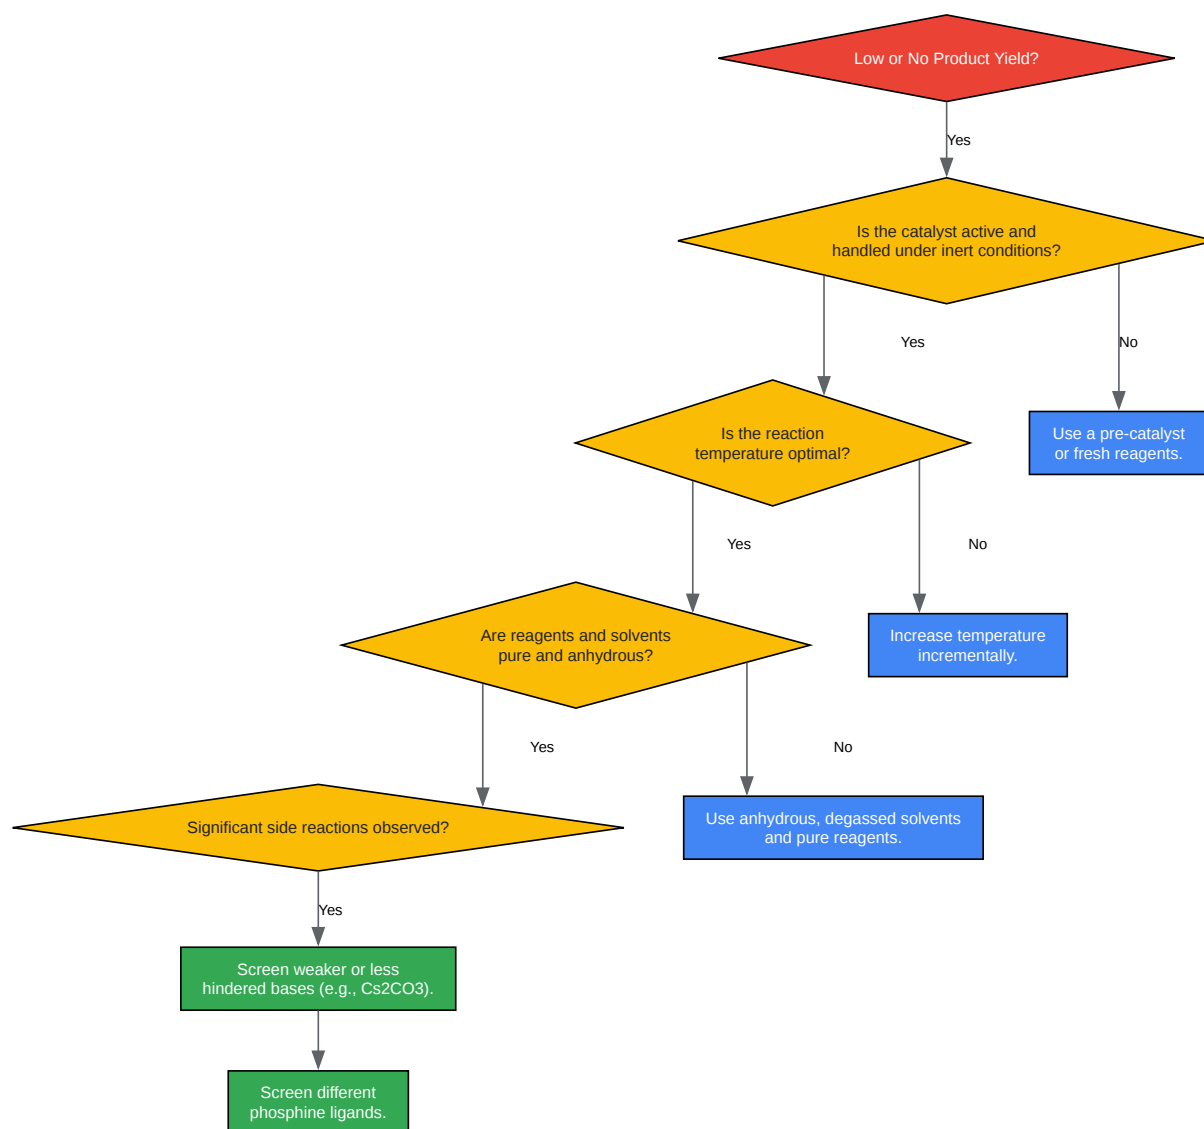 Low or No Product Yield?
Yes
Is the catalyst active and
handled under inert conditions?
Yes
No
Is the reaction
temperature optimal?
Use a pre-catalyst
or fresh reagents.
Yes
No
Are reagents and solvents
pure and anhydrous?
Increase temperature
incrementally.
Yes
No
Significant side reactions observed?
Use anhydrous, degassed solvents
and pure reagents.
Yes
Screen weaker or less
hindered bases (e.g., Cs2CO3).
Screen different
phosphine ligands.